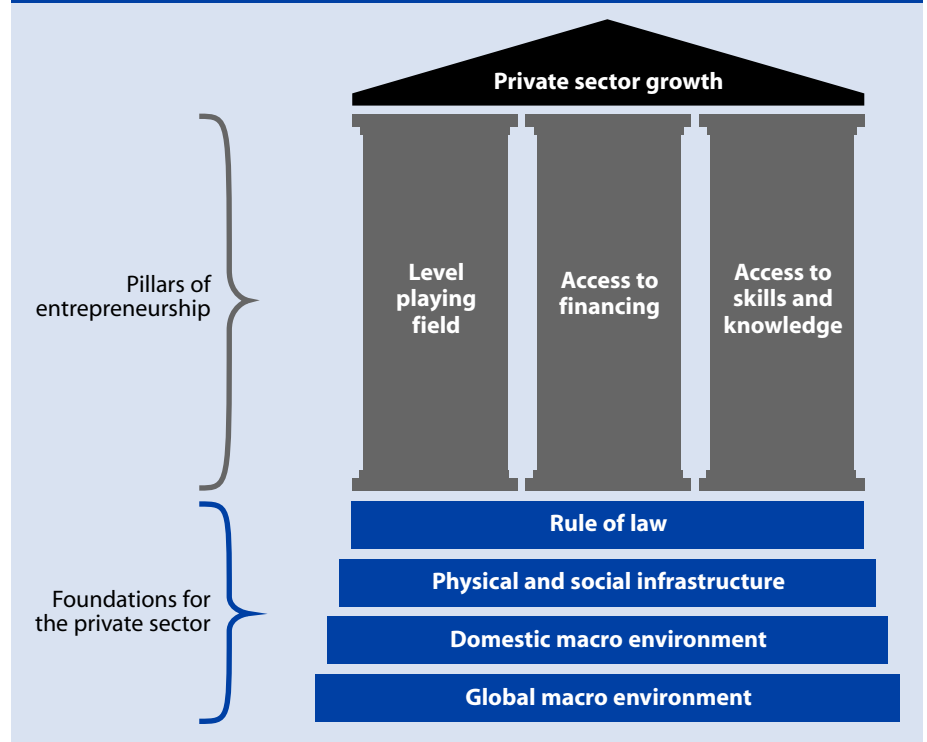 Private sector growth
Pillars of
entrepreneurship
Level
playing
field
Access to
financing
Access to
skills and
knowledge
Foundations for
the private sector
Rule of law
Physical and social infrastructure
Domestic macro environment
Global macro environment